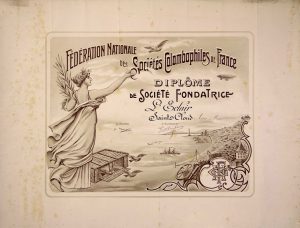 FÉDÉRATION NATIONALE
DES SOCIÉTÉS COLOMBOPHILES DE FRANCE
DIPLÔME
DE SOCIÉTÉ FONDATRICE
L'Éclair
Saint-Cloud